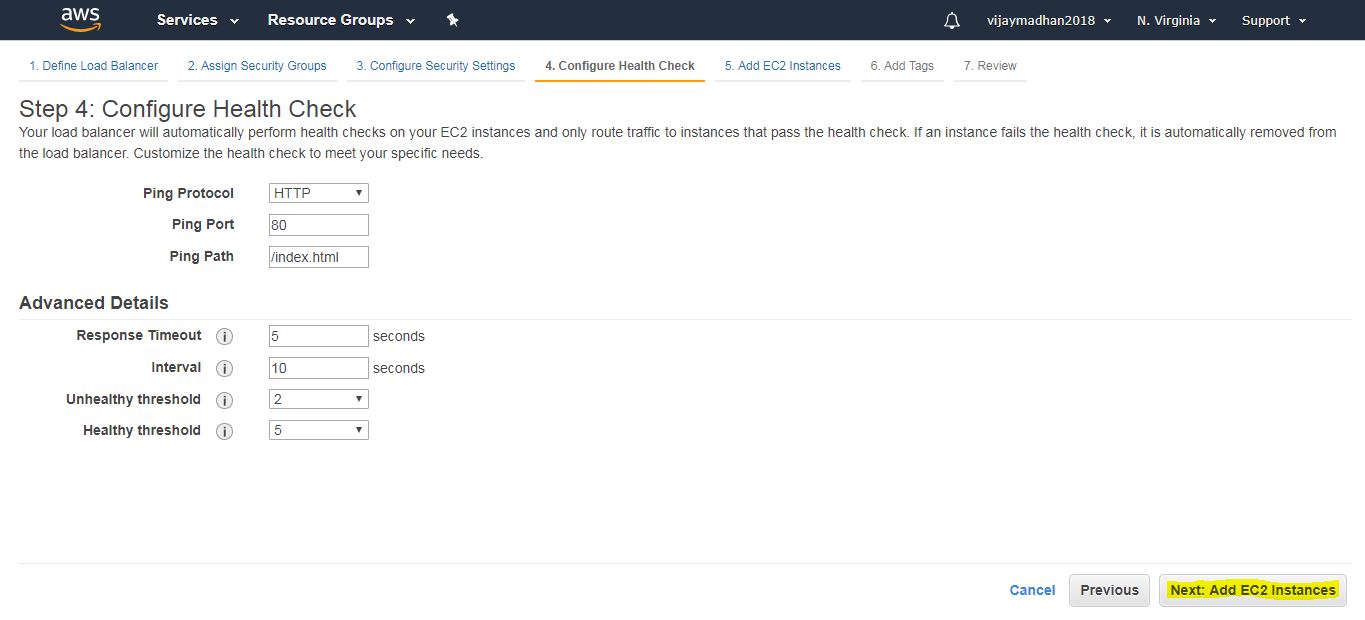 aws Services Resource Groups vijaymadhan2018 N. Virginia Support
1. Define Load Balancer 2. Assign Security Groups 3. Configure Security Settings 4. Configure Health Check 5. Add EC2 Instances 6. Add Tags 7. Review
Step 4: Configure Health Check
Your load balancer will automatically perform health checks on your EC2 instances and only route traffic to instances that pass the health check. If an instance fails the health check, it is automatically removed from
the load balancer. Customize the health check to meet your specific needs.
Ping Protocol HTTP
Ping Port 80
Ping Path /index.html
Advanced Details
Response Timeout i 5 seconds
Interval i 10 seconds
Unhealthy threshold i 2
Healthy threshold i 5
Cancel Previous Next: Add EC2 Instances